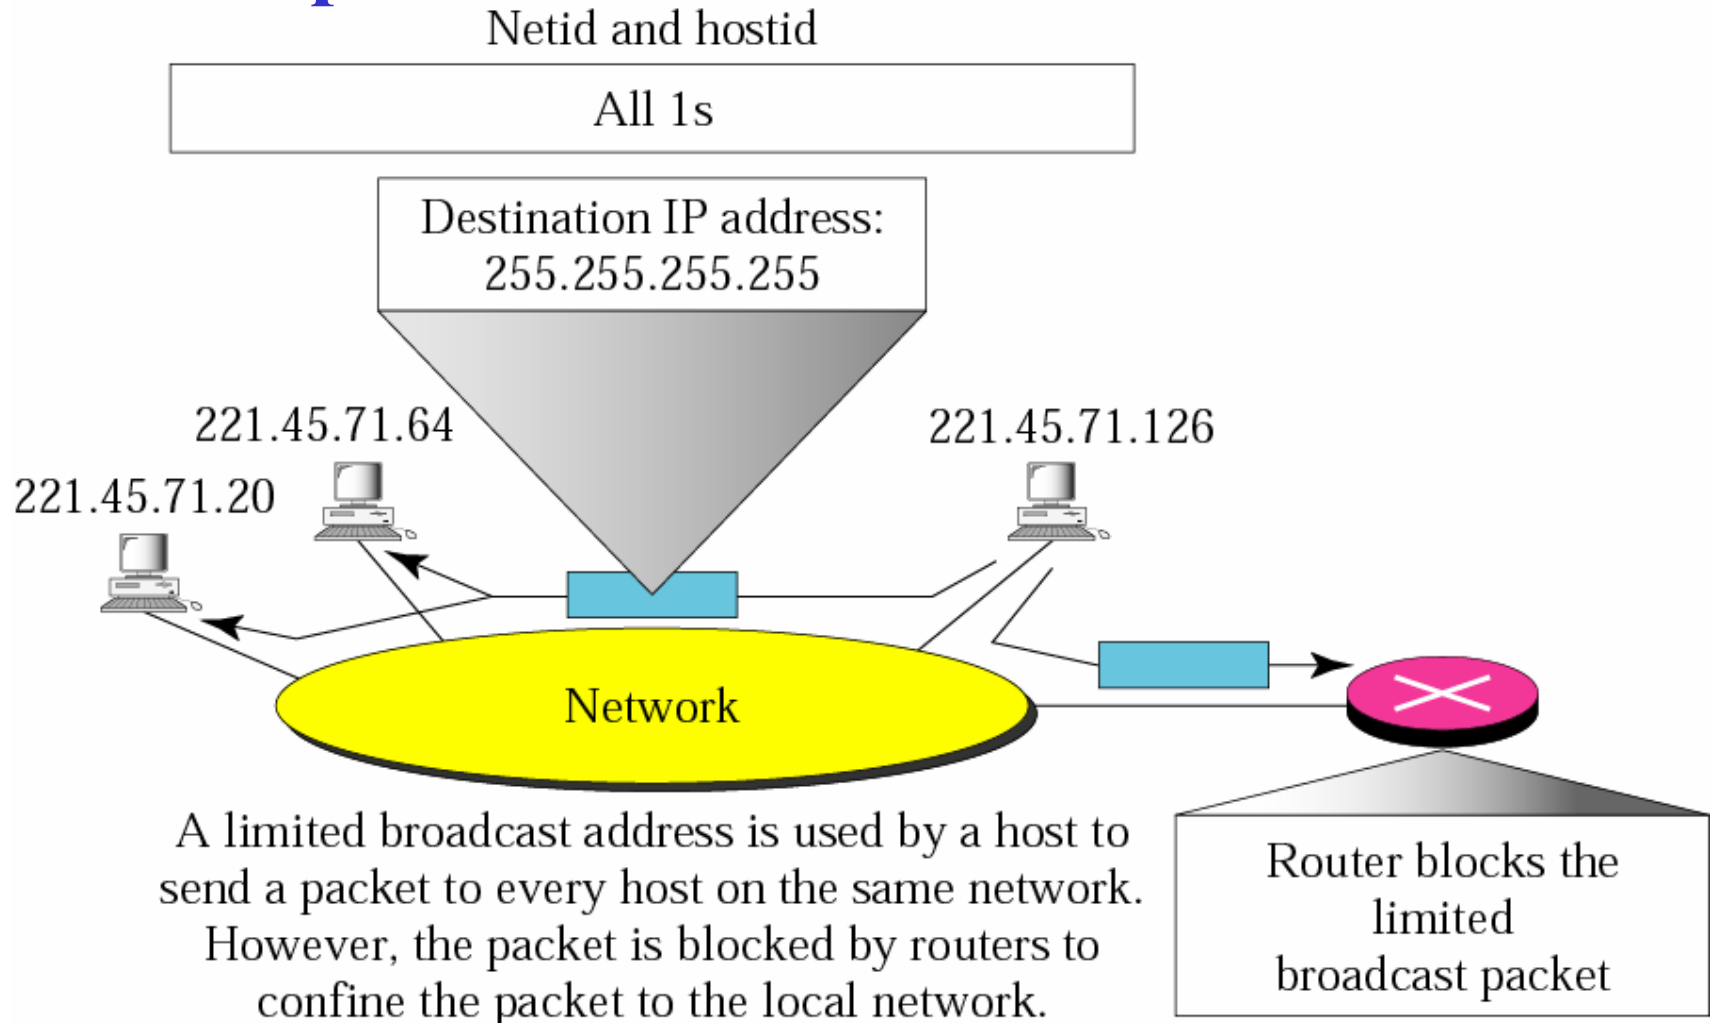 Netid and hostid
All 1s
Destination IP address:
255.255.255.255
221.45.71.64
221.45.71.126
221.45.71.20
Network
A limited broadcast address is used by a host to
send a packet to every host on the same network.
However, the packet is blocked by routers to
confine the packet to the local network.
Router blocks the
limited
broadcast packet